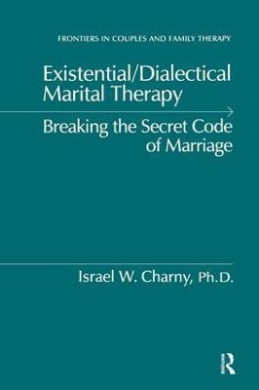 FRONTIERS IN COUPLES AND FAMILY THERAPY
Existential/Dialectical
Marital Therapy
Breaking the Secret Code
of Marriage
Israel W. Charny, Ph.D.
R